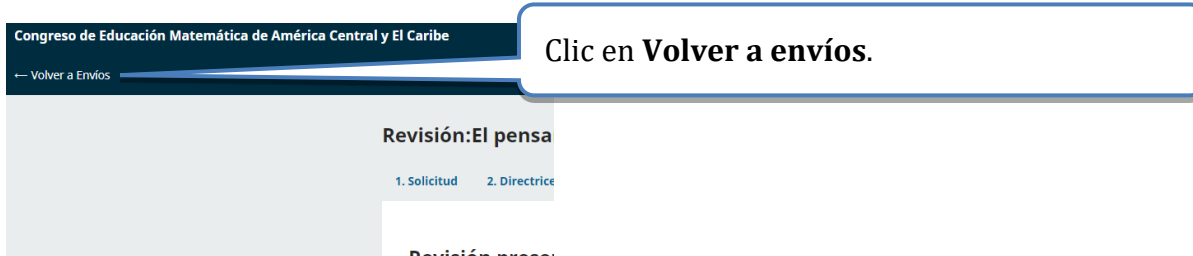 Congreso de Educación Matemática de América Central y El Caribe
← Volver a Envíos
Clic en Volver a envíos.
Revisión:El pensa
1. Solicitud 2. Directrice
Revisión